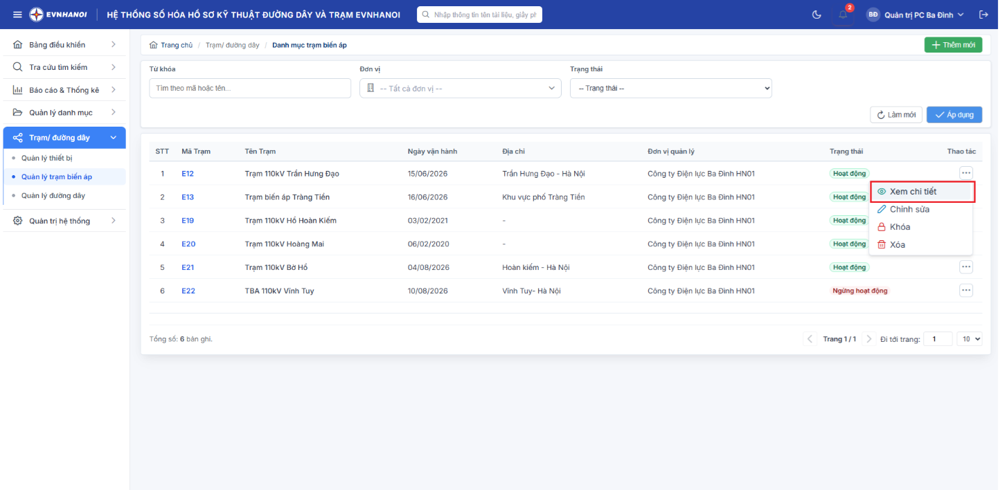 EVNHANOI
HỆ THỐNG SỐ HÓA HỒ SƠ KỸ THUẬT ĐƯỜNG DÂY VÀ TRẠM EVNHANOI
Nhập thông tin tên tài liệu, giấy ph
2
BĐ
Quản trị PC Ba Đình
Bảng điều khiển
Tra cứu tìm kiếm
Báo cáo & Thống kê
Quản lý danh mục
Trạm/ đường dây
Quản lý thiết bị
Quản lý trạm biến áp
Quản lý đường dây
Quản trị hệ thống
Trang chủ / Trạm/ đường dây / Danh mục trạm biến áp
Thêm mới
Từ khóa Đơn vị Trạng thái
Tìm theo mã hoặc tên... -- Tất cả đơn vị -- -- Trạng thái --
Làm mới Áp dụng
STT Mã Trạm Tên Trạm Ngày vận hành Địa chỉ Đơn vị quản lý Trạng thái Thao tác
1 E12 Trạm 110kV Trần Hưng Đạo 15/06/2026 Trần Hưng Đạo - Hà Nội Công ty Điện lực Ba Đình HN01 Hoạt động
2 E13 Trạm biến áp Tràng Tiền 16/06/2026 Khu vực phố Tràng Tiền Công ty Điện lực Ba Đình HN01 Hoạt động
3 E19 Trạm 110kV Hồ Hoàn Kiếm 03/02/2021 - Công ty Điện lực Ba Đình HN01 Hoạt động
4 E20 Trạm 110kV Hoàng Mai 06/02/2020 - Công ty Điện lực Ba Đình HN01 Hoạt động
5 E21 Trạm 110kV Bờ Hồ 04/08/2026 Hoàn kiếm - Hà Nội Công ty Điện lực Ba Đình HN01 Hoạt động
6 E22 TBA 110kV Vĩnh Tuy 10/08/2026 Vĩnh Tuy- Hà Nội Công ty Điện lực Ba Đình HN01 Ngừng hoạt động
Xem chi tiết
Chỉnh sửa
Khóa
Xóa
Tổng số: 6 bản ghi.
Trang 1 / 1 Đi tới trang: 1 10